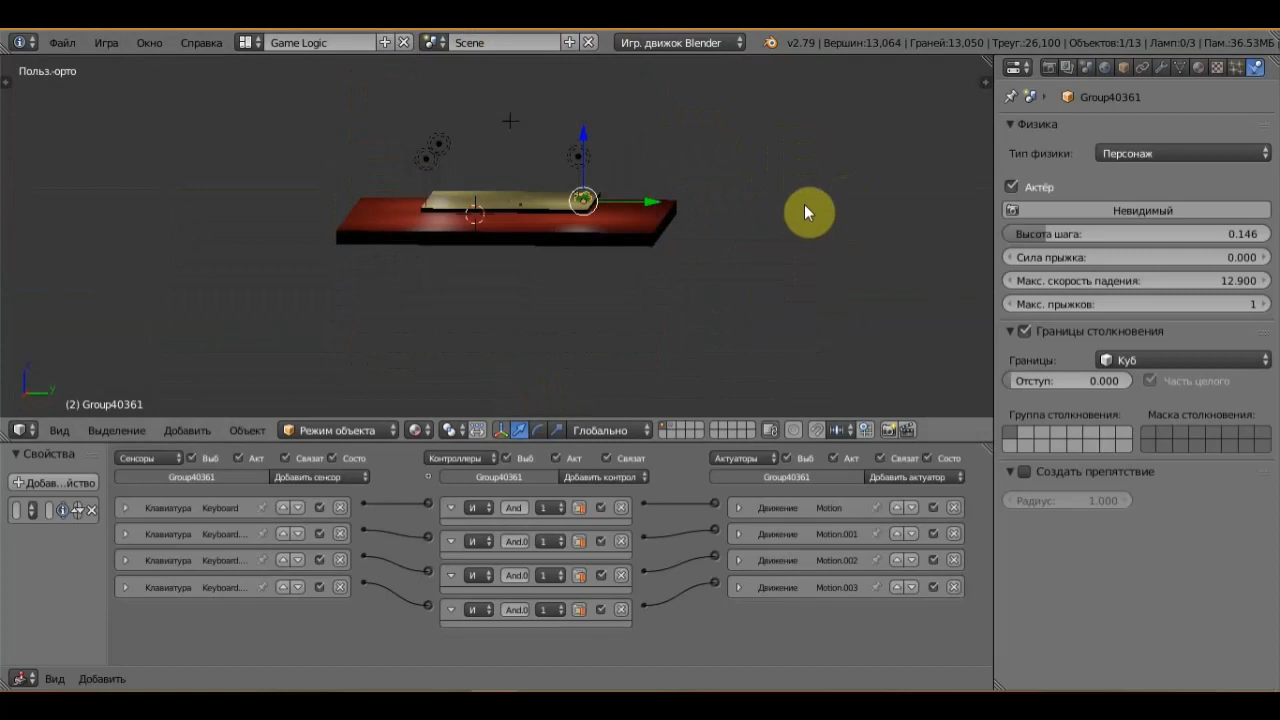 Файл Игра Окно Справка Game Logic Scene Игр. движок Blender v2.79 | Вершин:13,064 | Граней:13,050 | Треуг.:26,100 | Объектов:1/13 | Ламп:0/3 | Пам.:36.53МБ
Польз.-орто
Group40361
Физика
Тип физики: Персонаж
Актёр
Невидимый
Высота шага: 0.146
Сила прыжка: 0.000
Макс. скорость падения: 12.900
Макс. прыжков: 1
Границы столкновения
Границы: Куб
Отступ: 0.000 Часть целого
Группа столкновения: Маска столкновения:
Создать препятствие
Радиус: 1.000
z
y
(2) Group40361
Вид Выделение Добавить Объект Режим объекта Глобально
Свойства
Добав...йство
Сенсоры Выб Акт Связат Состо
Group40361 Добавить сенсор
Клавиатура Keyboard
Клавиатура Keyboard....
Клавиатура Keyboard....
Клавиатура Keyboard....
Контроллеры Выб Акт Связат
Group40361 Добавить контрол
И And 1
И And.0 1
И And.0 1
И And.0 1
Актуаторы Выб Акт Связат Состо
Group40361 Добавить актуатор
Движение Motion
Движение Motion.001
Движение Motion.002
Движение Motion.003
Вид Добавить